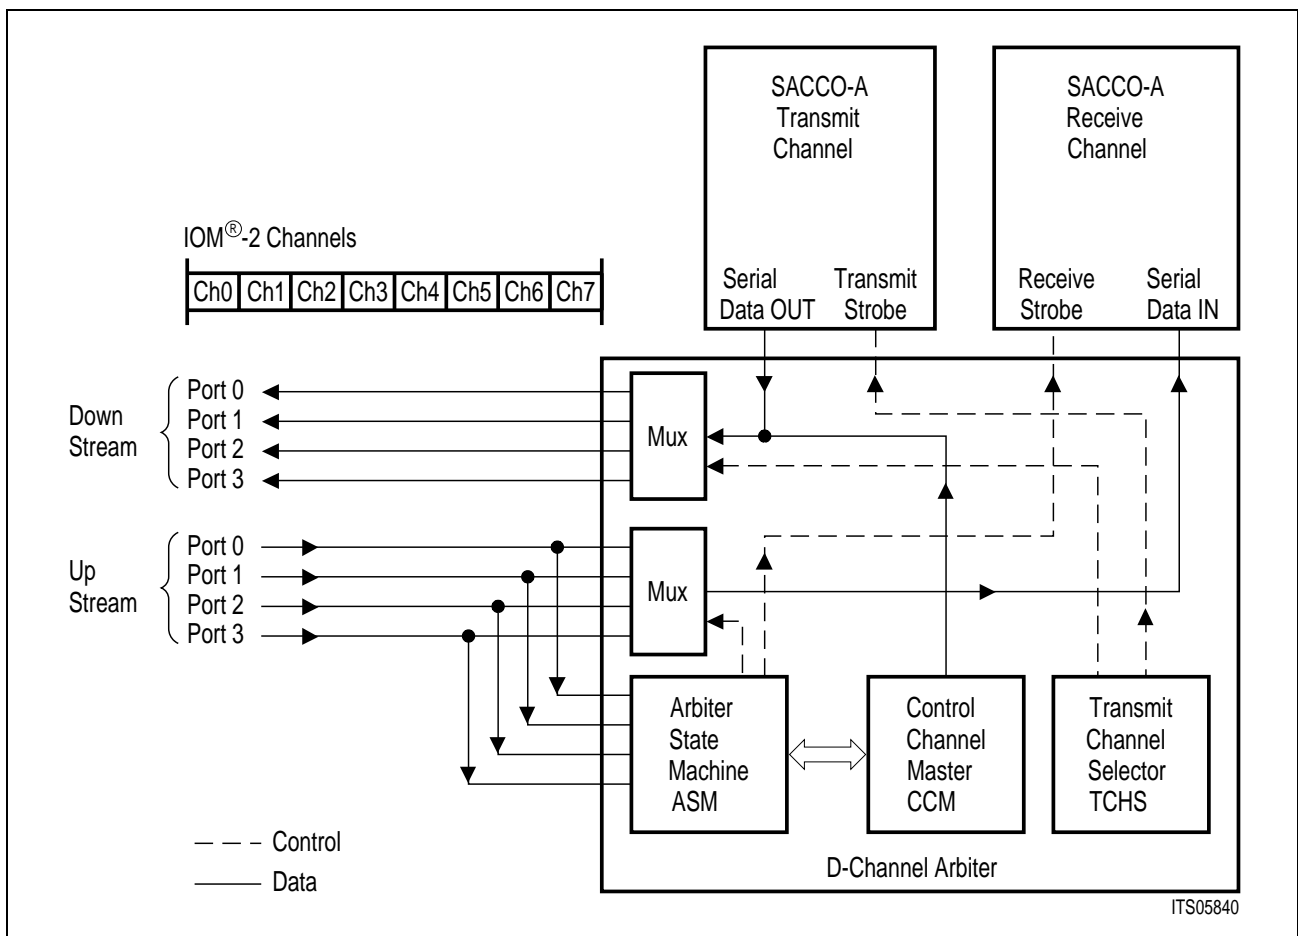 SACCO-A
Transmit
Channel
SACCO-A
Receive
Channel
IOM®-2 Channels
Ch0 Ch1 Ch2 Ch3 Ch4 Ch5 Ch6 Ch7
Serial
Data OUT
Transmit
Strobe
Receive
Strobe
Serial
Data IN
Down
Stream
Port 0
Port 1
Port 2
Port 3
Mux
Up
Stream
Port 0
Port 1
Port 2
Port 3
Mux
Arbiter
State
Machine
ASM
Control
Channel
Master
CCM
Transmit
Channel
Selector
TCHS
Control
Data
D-Channel Arbiter
ITS05840